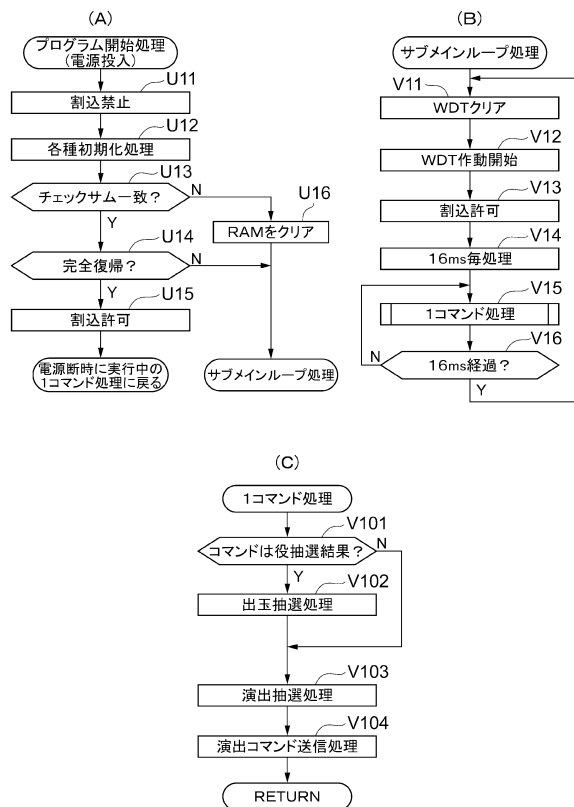 (A)
プログラム開始処理
(電源投入)
U11
割込禁止
U12
各種初期化処理
U13
チェックサム一致？
N
Y
U16
RAMをクリア
U14
完全復帰？
N
Y
U15
割込許可
電源断時に実行中の
1コマンド処理に戻る
サブメインループ処理
(B)
サブメインループ処理
V11
WDTクリア
V12
WDT作動開始
V13
割込許可
V14
16ms毎処理
V15
1コマンド処理
V16
N
16ms経過？
Y
(C)
1コマンド処理
V101
コマンドは役抽選結果？
N
Y
V102
出玉抽選処理
V103
演出抽選処理
V104
演出コマンド送信処理
RETURN